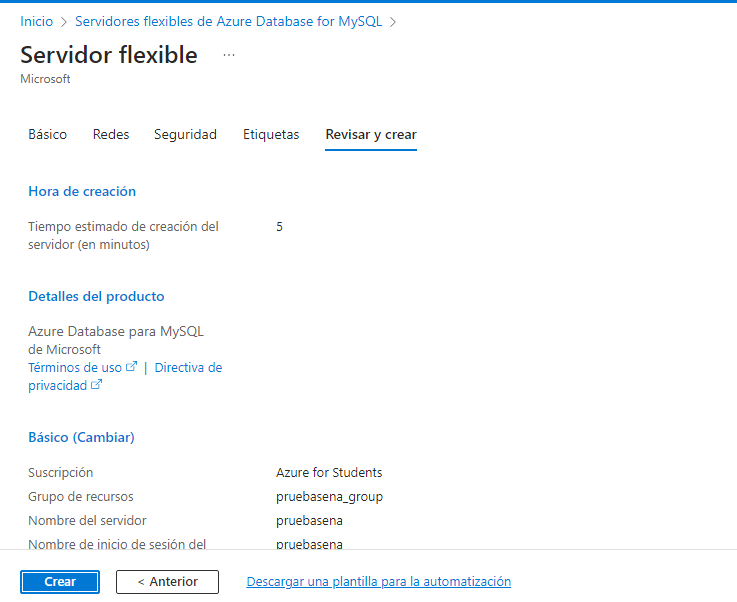 Inicio > Servidores flexibles de Azure Database for MySQL >
Servidor flexible ...
Microsoft
Básico Redes Seguridad Etiquetas Revisar y crear
Hora de creación
Tiempo estimado de creación del 5
servidor (en minutos)
Detalles del producto
Azure Database para MySQL
de Microsoft
Términos de uso | Directiva de
privacidad
Básico (Cambiar)
Suscripción Azure for Students
Grupo de recursos pruebasena_group
Nombre del servidor pruebasena
Nombre de inicio de sesión del pruebasena
Crear < Anterior Descargar una plantilla para la automatización